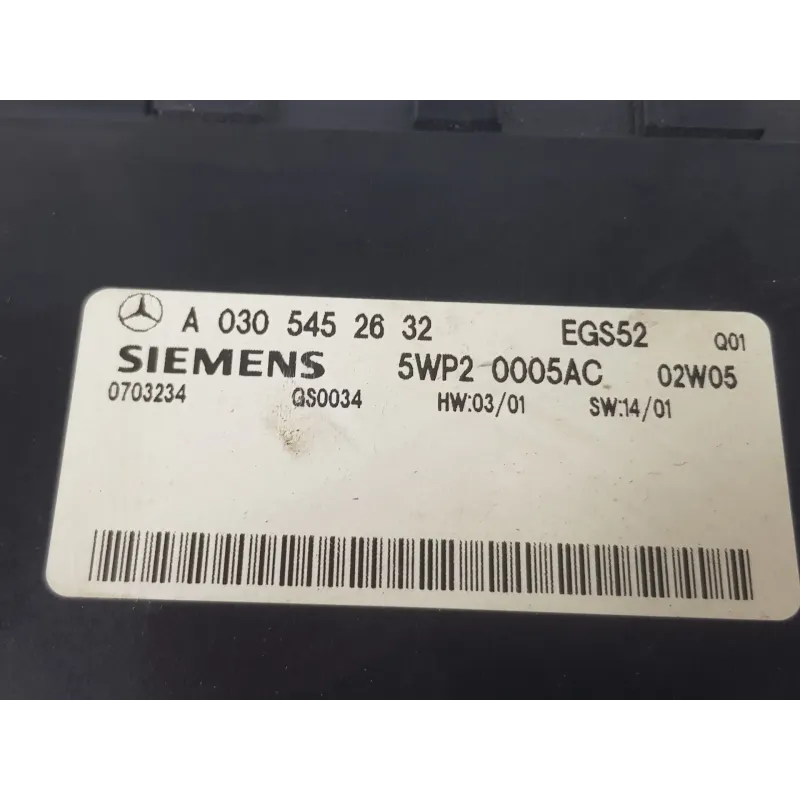 A 030 545 26 32 EGS52 Q01
SIEMENS 5WP2 0005AC 02W05
0703234 QS0034 HW:03/01 SW:14/01